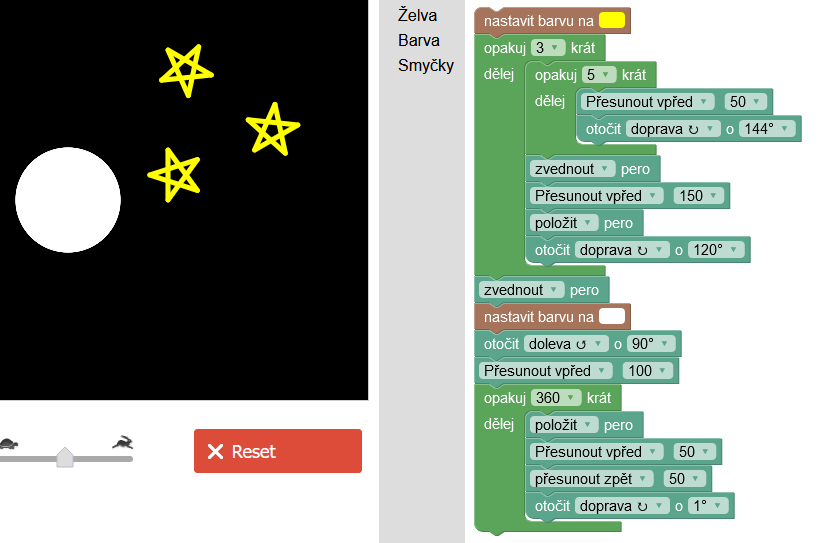 Želva
Barva
Smyčky
Reset
nastavit barvu na
opakuj 3 krát
dělej opakuj 5 krát
dělej Přesunout vpřed 50
otočit doprava ↻ o 144°
zvednout pero
Přesunout vpřed 150
položit pero
otočit doprava ↻ o 120°
zvednout pero
nastavit barvu na
otočit doleva ↺ o 90°
Přesunout vpřed 100
opakuj 360 krát
dělej položit pero
Přesunout vpřed 50
přesunout zpět 50
otočit doprava ↻ o 1°